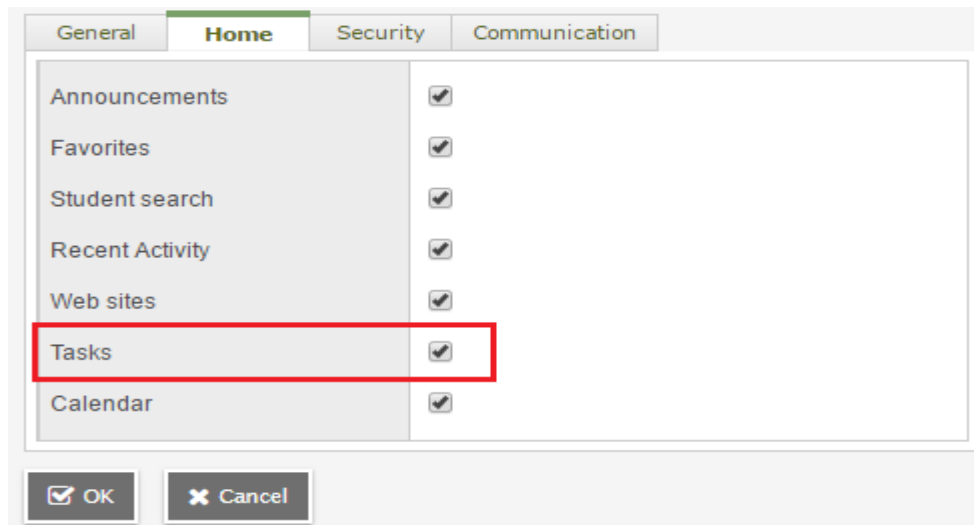 General Home Security Communication
Announcements
Favorites
Student search
Recent Activity
Web sites
Tasks
Calendar
OK Cancel